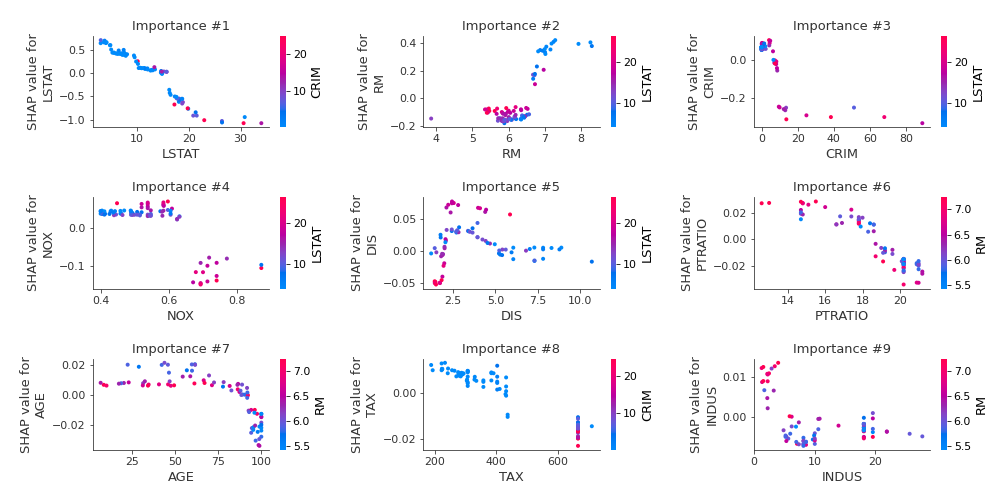 Importance #1
Importance #2
Importance #3
SHAP value for
LSTAT
0.5
0.0
−0.5
−1.0
10
20
30
LSTAT
20
10
CRIM
SHAP value for
RM
0.4
0.2
0.0
−0.2
4
5
6
7
8
RM
20
10
LSTAT
SHAP value for
CRIM
0.0
−0.2
0
20
40
60
80
CRIM
20
10
LSTAT
Importance #4
Importance #5
Importance #6
SHAP value for
NOX
0.0
−0.1
0.4
0.6
0.8
NOX
20
10
LSTAT
SHAP value for
DIS
0.05
0.00
−0.05
2.5
5.0
7.5
10.0
DIS
20
10
LSTAT
SHAP value for
PTRATIO
0.02
0.00
−0.02
14
16
18
20
PTRATIO
7.0
6.5
6.0
5.5
RM
Importance #7
Importance #8
Importance #9
SHAP value for
AGE
0.02
0.00
−0.02
25
50
75
100
AGE
7.0
6.5
6.0
5.5
RM
SHAP value for
TAX
0.00
−0.02
200
400
600
TAX
20
10
CRIM
SHAP value for
INDUS
0.01
0.00
0
10
20
INDUS
7.0
6.5
6.0
5.5
RM